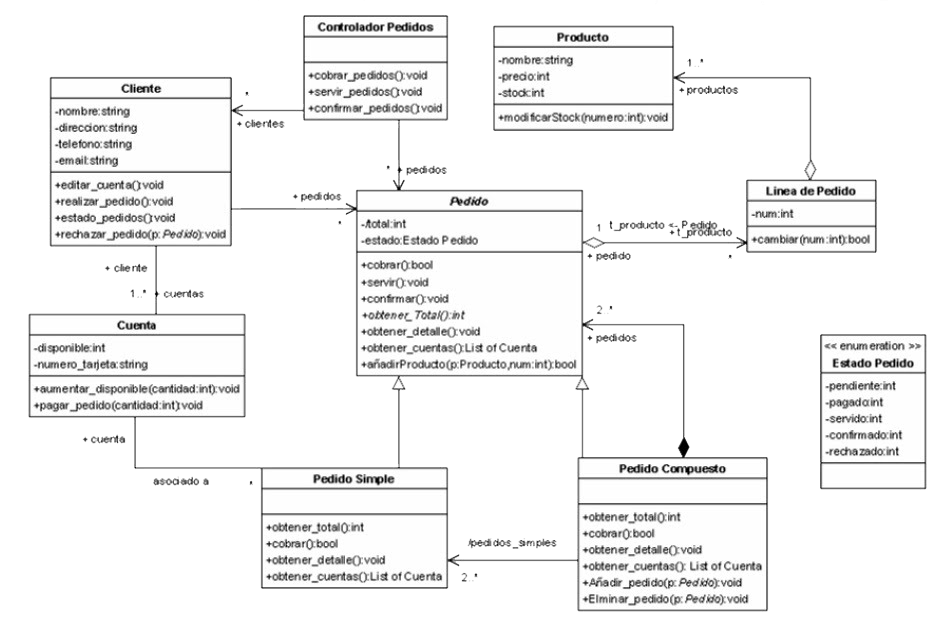 Controlador Pedidos
+cobrar_pedidos():void
+servir_pedidos():void
+confirmar_pedidos():void
Producto
-nombre:string
-precio:int
-stock:int
+modificarStock(numero:int):void
1..*
+ productos
Cliente
-nombre:string
-direccion:string
-telefono:string
-email:string
+editar_cuenta():void
+realizar_pedido():void
+estado_pedidos():void
+rechazar_pedido(p:Pedido):void
*
+ clientes
* + pedidos
+ pedidos
*
Pedido
-/total:int
-estado:Estado Pedido
+cobrar():bool
+servir():void
+confirmar():void
+obtener_Total():int
+obtener_detalle():void
+obtener_cuentas():List of Cuenta
+añadirProducto(p:Producto,num:int):bool
Linea de Pedido
-num:int
+cambiar(num:int):bool
1 t_producto <- Pedido
+ t_producto
+ pedido
*
+ cliente
1..* + cuentas
Cuenta
-disponible:int
-numero_tarjeta:string
+aumentar_disponible(cantidad:int):void
+pagar_pedido(cantidad:int):void
2..*
+ pedidos
<< enumeration >>
Estado Pedido
-pendiente:int
-pagado:int
-servido:int
-confirmado:int
-rechazado:int
+ cuenta
asociado a *
Pedido Simple
+obtener_total():int
+cobrar():bool
+obtener_detalle():void
+obtener_cuentas():List of Cuenta
/pedidos_simples
2..*
Pedido Compuesto
+obtener_total():int
+cobrar():bool
+obtener_detalle():void
+obtener_cuentas(): List of Cuenta
+Añadir_pedido(p: Pedido):void
+Elminar_pedido(p: Pedido):void